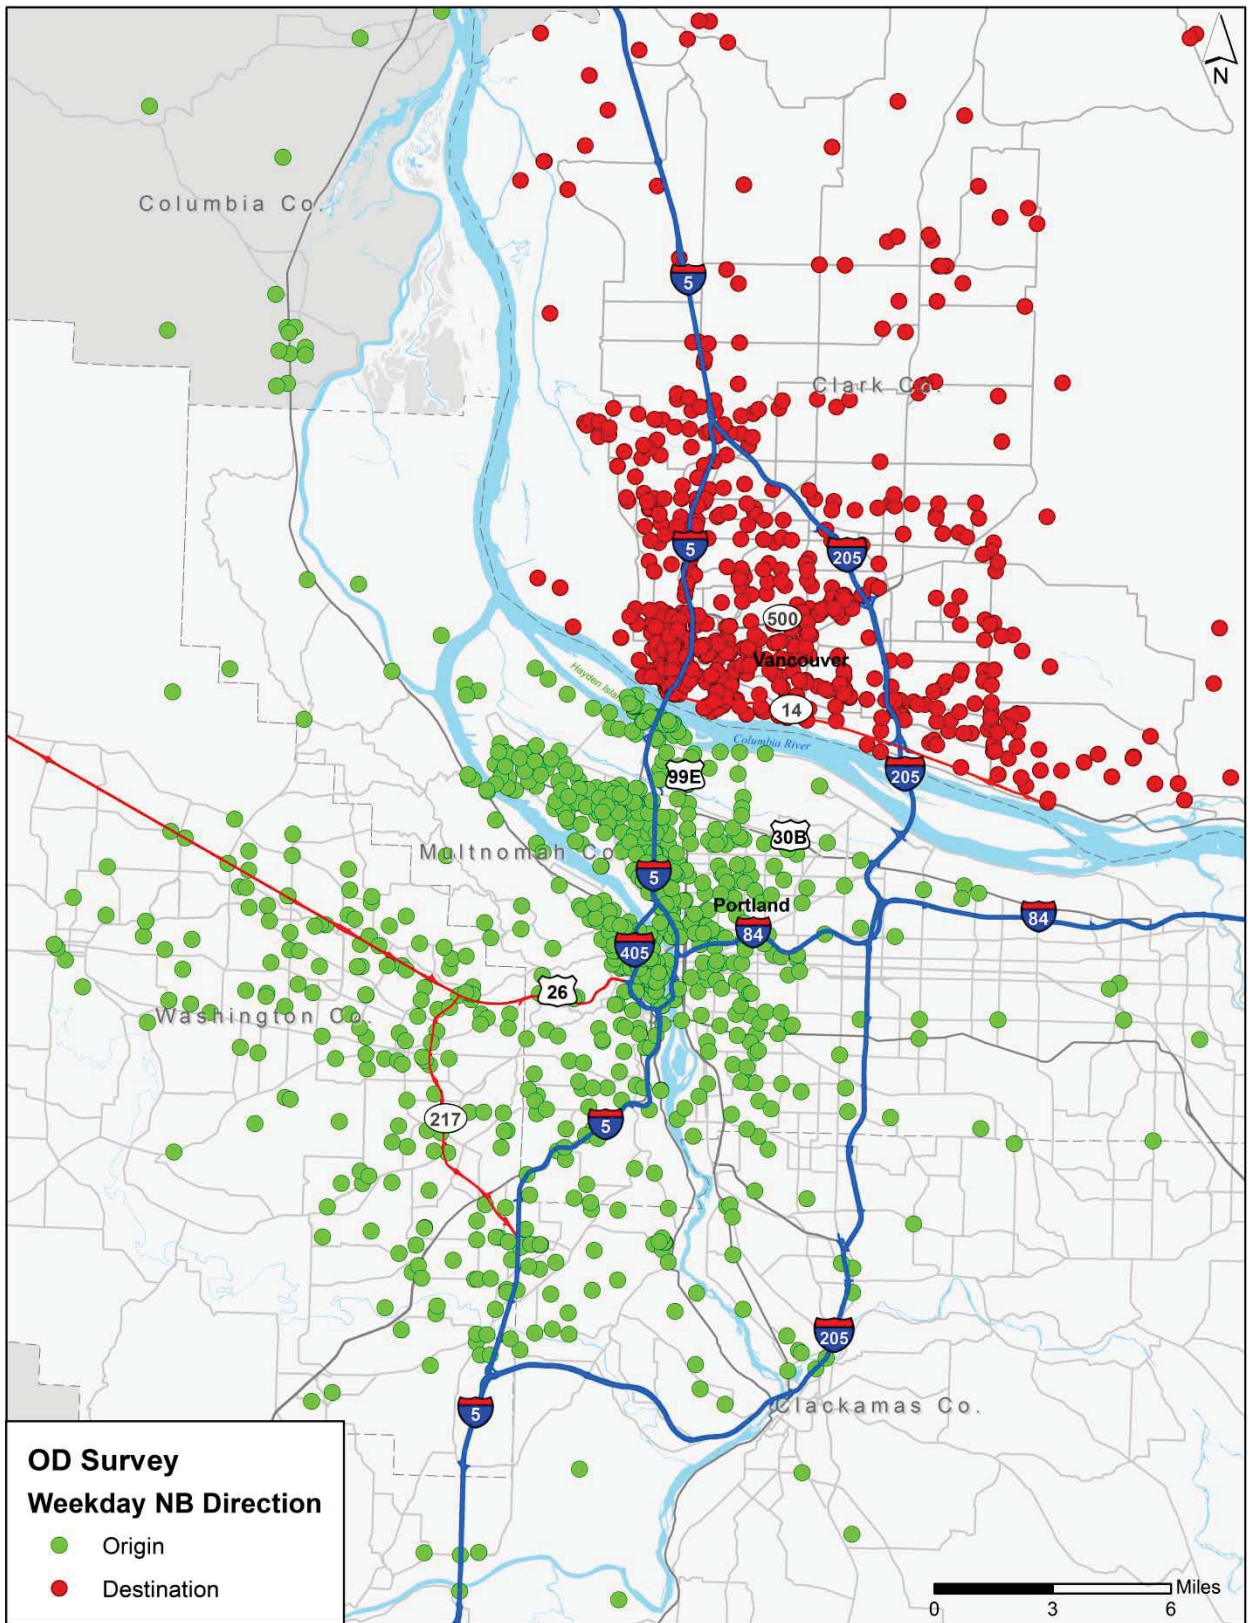 N
Columbia Co.
5
Clark Co.
5
205
500
Vancouver
Hayden Isla
14
Columbia River
99E
205
30B
Multnomah Co
5
Portland
84
84
405
26
Washington Co.
217
5
205
Clackamas Co.
5
OD Survey
Weekday NB Direction
Origin
Destination
Miles
0 3 6